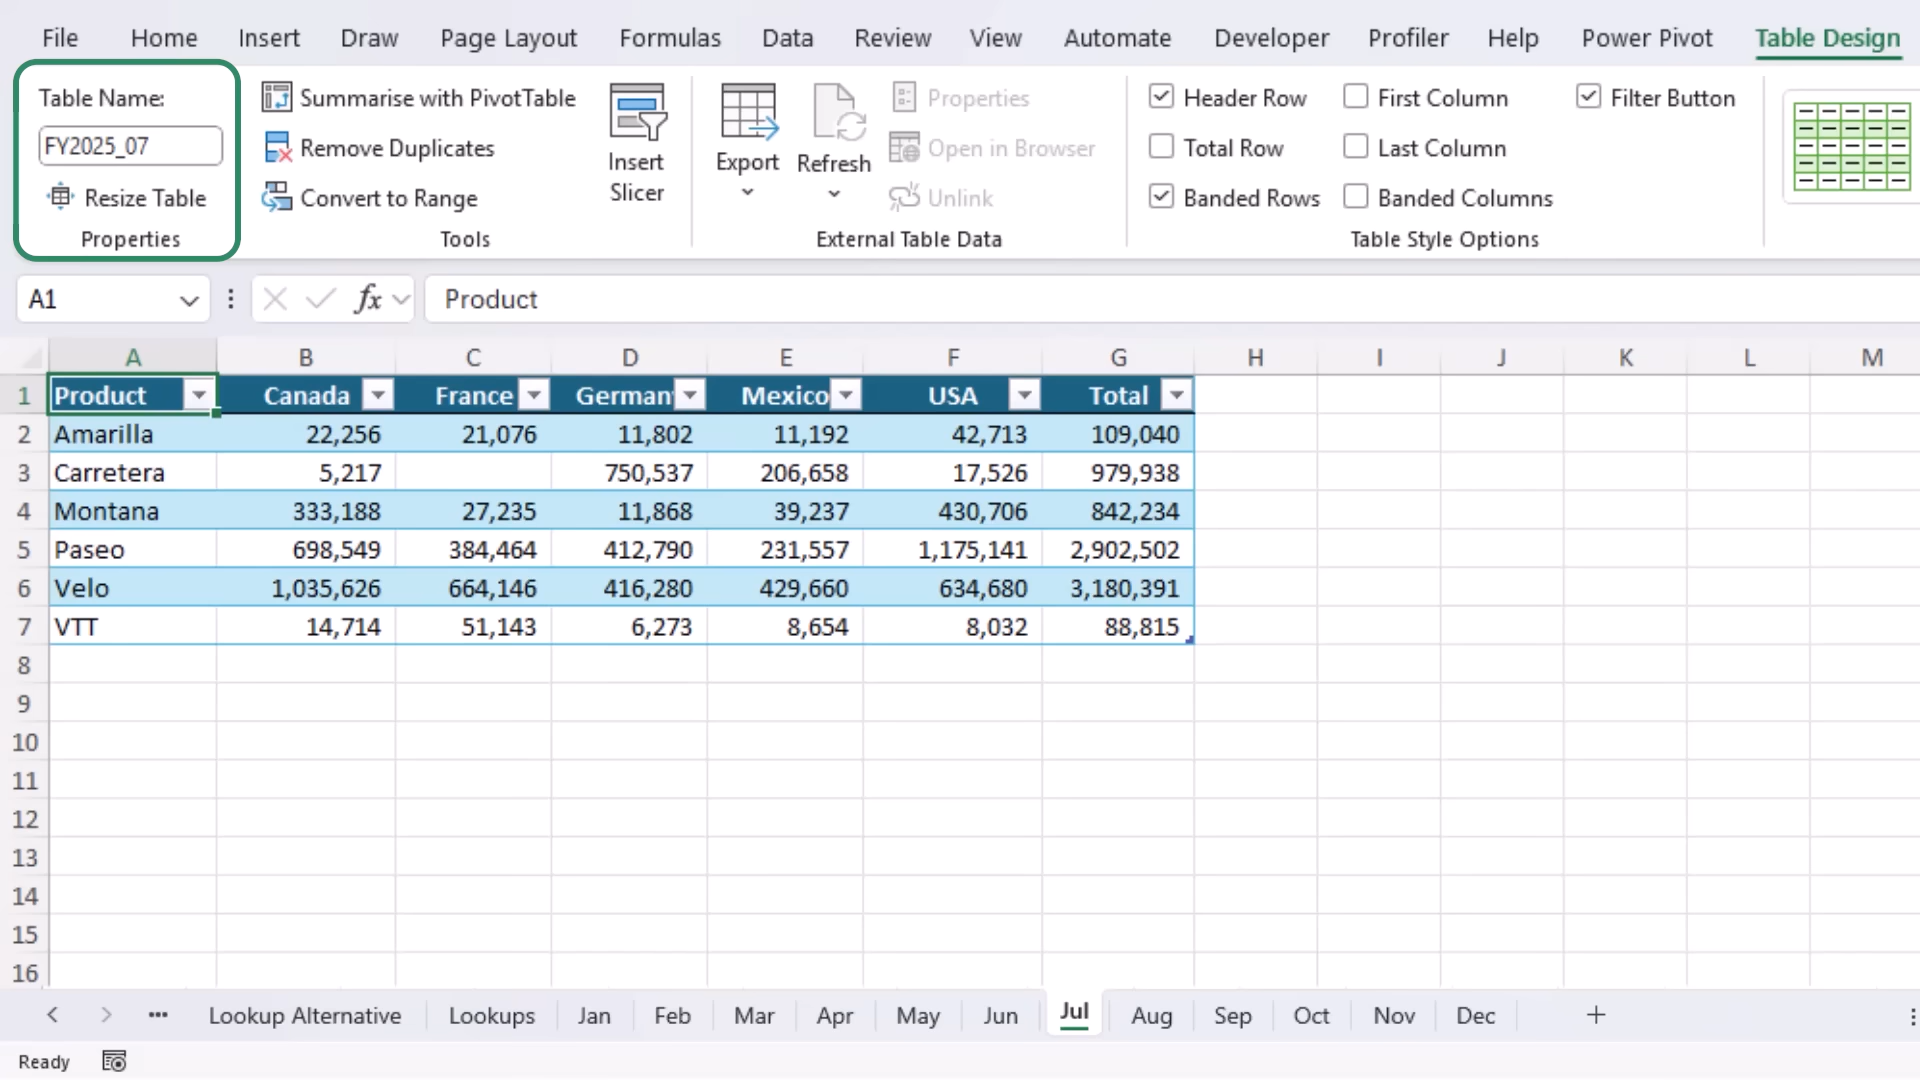 File Home Insert Draw Page Layout Formulas Data Review View Automate Developer Profiler Help Power Pivot Table Design
Table Name:
FY2025_07
Resize Table
Properties
Summarise with PivotTable
Remove Duplicates
Convert to Range
Insert
Slicer
Tools
Export
Refresh
Properties
Open in Browser
Unlink
External Table Data
Header Row First Column Filter Button
Total Row Last Column
Banded Rows Banded Columns
Table Style Options
A1 fx Product
A B C D E F G H I J K L M
1 Product Canada France German Mexico USA Total
2 Amarilla 22,256 21,076 11,802 11,192 42,713 109,040
3 Carretera 5,217 750,537 206,658 17,526 979,938
4 Montana 333,188 27,235 11,868 39,237 430,706 842,234
5 Paseo 698,549 384,464 412,790 231,557 1,175,141 2,902,502
6 Velo 1,035,626 664,146 416,280 429,660 634,680 3,180,391
7 VTT 14,714 51,143 6,273 8,654 8,032 88,815
8
9
10
11
12
13
14
15
16
Lookup Alternative Lookups Jan Feb Mar Apr May Jun Jul Aug Sep Oct Nov Dec
Ready